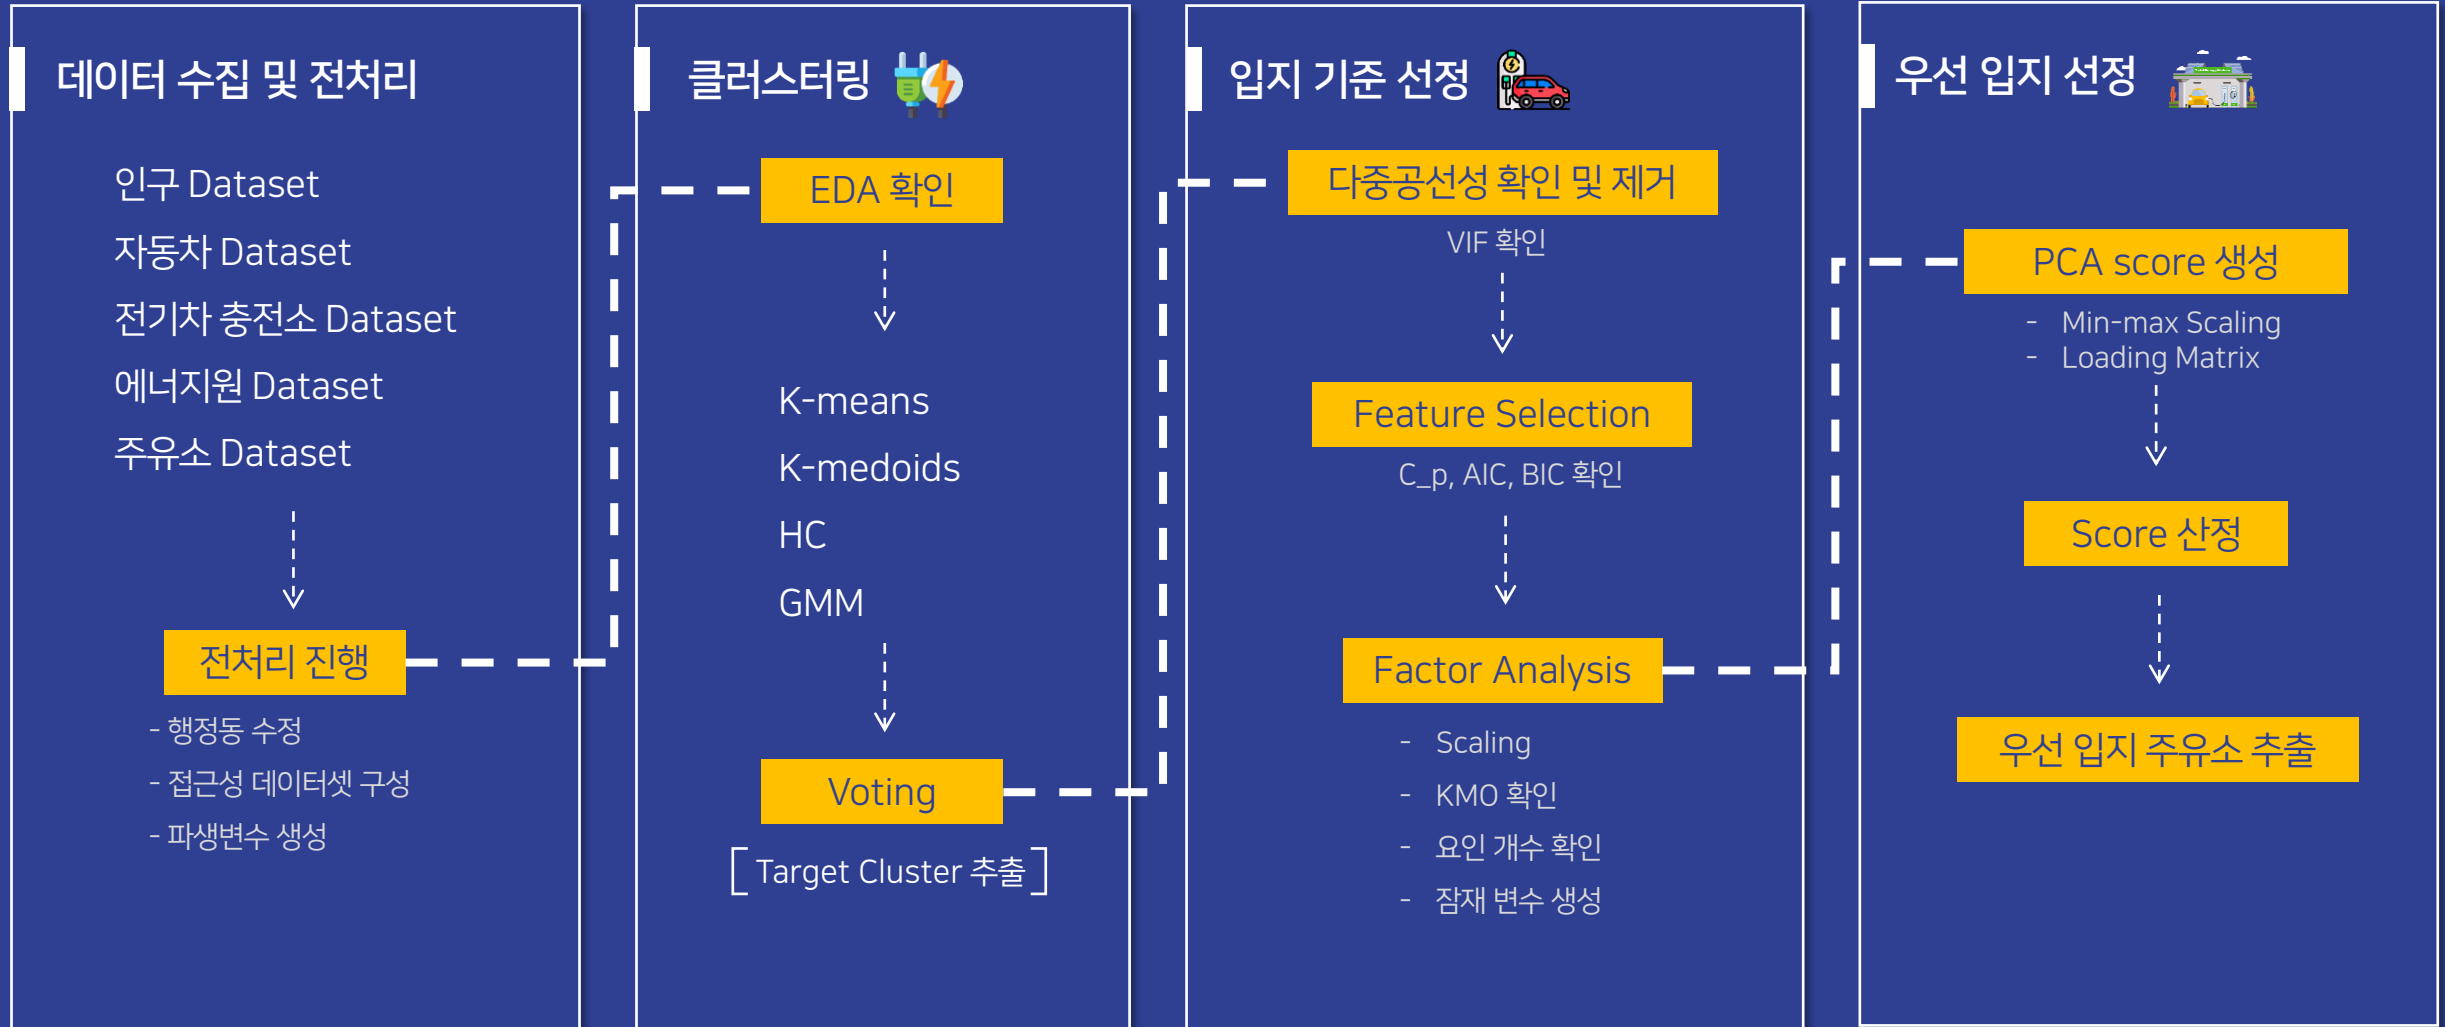 데이터 수집 및 전처리
인구 Dataset
자동차 Dataset
전기차 충전소 Dataset
에너지원 Dataset
주유소 Dataset
전처리 진행
- 행정동 수정
- 접근성 데이터셋 구성
- 파생변수 생성
클러스터링
EDA 확인
K-means
K-medoids
HC
GMM
Voting
[ Target Cluster 추출 ]
입지 기준 선정
다중공선성 확인 및 제거
VIF 확인
Feature Selection
C_p, AIC, BIC 확인
Factor Analysis
- Scaling
- KMO 확인
- 요인 개수 확인
- 잠재 변수 생성
우선 입지 선정
PCA score 생성
- Min-max Scaling
- Loading Matrix
Score 산정
우선 입지 주유소 추출